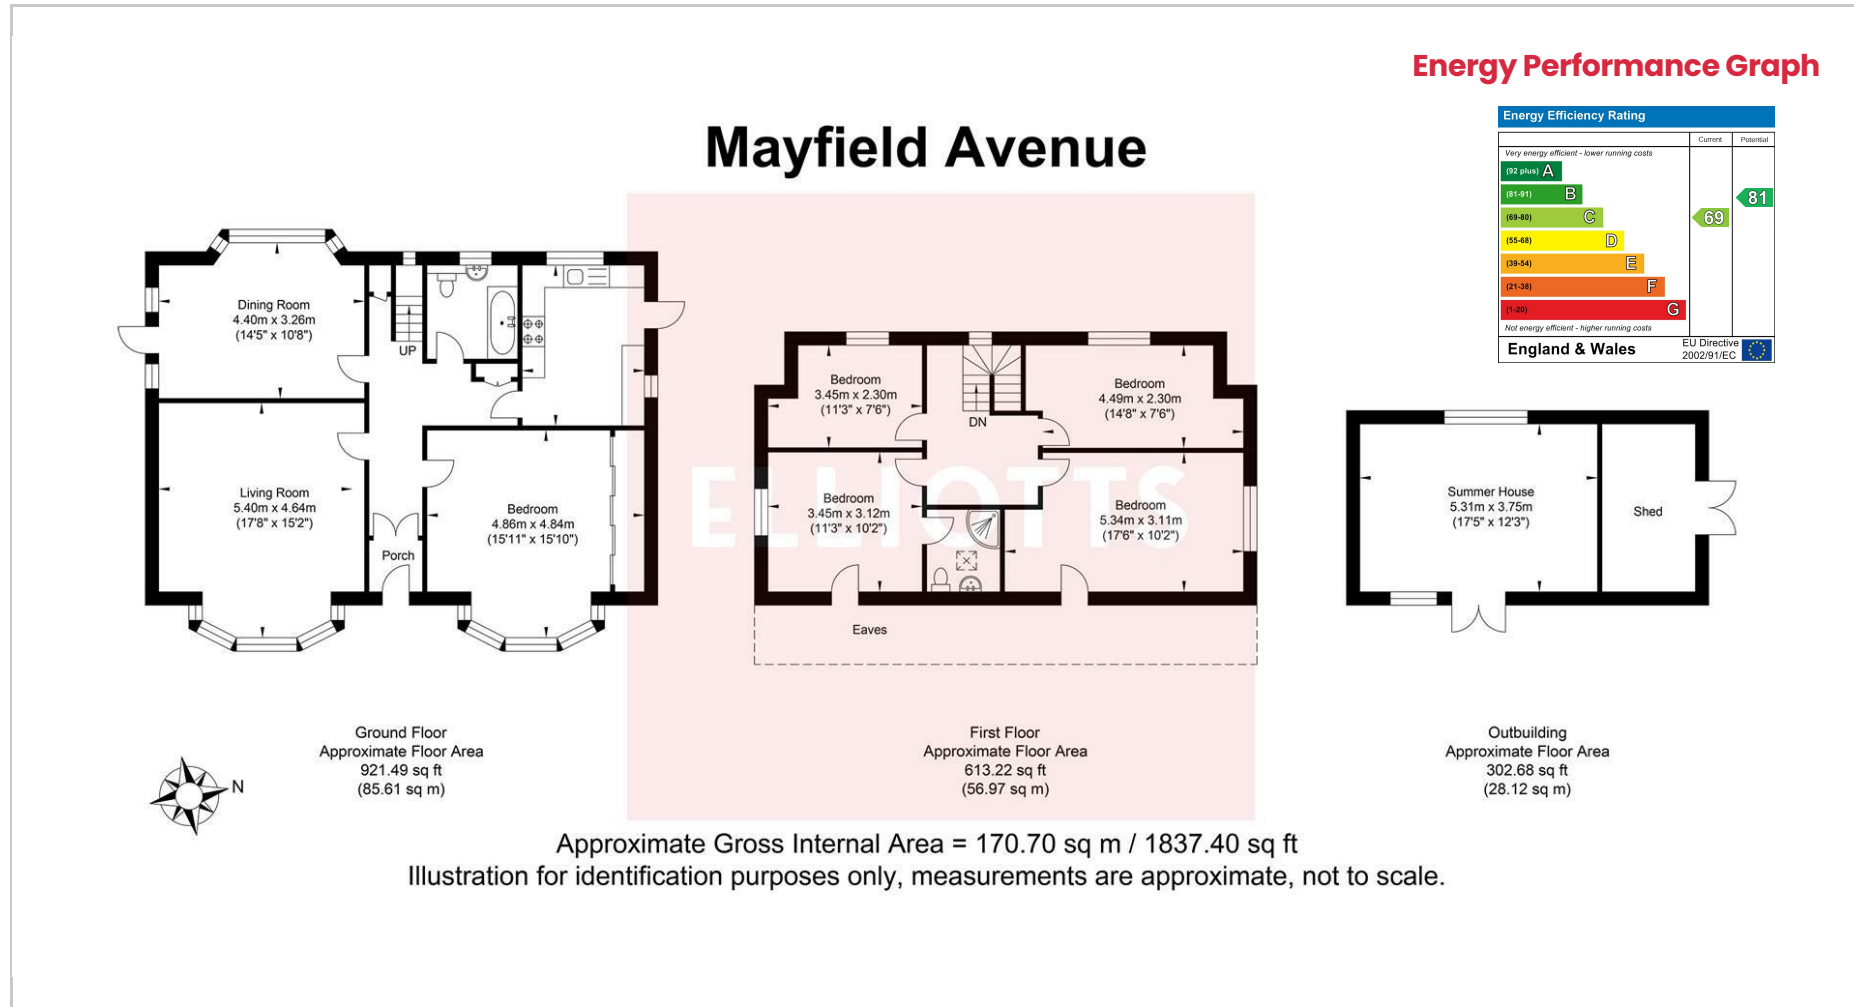 Energy Performance Graph
Mayfield Avenue
Energy Efficiency Rating
Current
Potential
Very energy efficient - lower running costs
(92 plus) A
(81-91) B
(69-80) C
(55-68) D
(39-54) E
(21-38) F
(1-20) G
69
81
Not energy efficient - higher running costs
England & Wales
EU Directive
2002/91/EC
Dining Room
4.40m x 3.26m
(14'5" x 10'8")
UP
Living Room
5.40m x 4.64m
(17'8" x 15'2")
Porch
Bedroom
4.86m x 4.84m
(15'11" x 15'10")
Bedroom
3.45m x 2.30m
(11'3" x 7'6")
DN
Bedroom
4.49m x 2.30m
(14'8" x 7'6")
ELLIOTTS
Bedroom
3.45m x 3.12m
(11'3" x 10'2")
Bedroom
5.34m x 3.11m
(17'6" x 10'2")
Eaves
Summer House
5.31m x 3.75m
(17'5" x 12'3")
Shed
Ground Floor
Approximate Floor Area
921.49 sq ft
(85.61 sq m)
First Floor
Approximate Floor Area
613.22 sq ft
(56.97 sq m)
Outbuilding
Approximate Floor Area
302.68 sq ft
(28.12 sq m)
N
Approximate Gross Internal Area = 170.70 sq m / 1837.40 sq ft
Illustration for identification purposes only, measurements are approximate, not to scale.